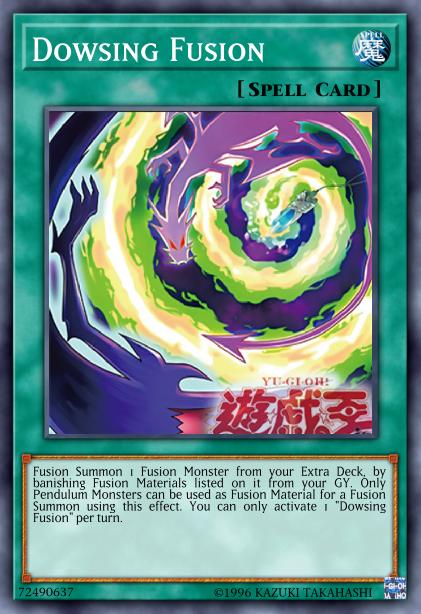 DOWSING FUSION
SPELL
魔
[SPELL CARD]
YU-GI-OH!
遊戯王
Fusion Summon 1 Fusion Monster from your Extra Deck, by
banishing Fusion Materials listed on it from your GY. Only
Pendulum Monsters can be used as Fusion Material for a Fusion
Summon using this effect. You can only activate 1 "Dowsing
Fusion" per turn.
72490637
©1996 KAZUKI TAKAHASHI